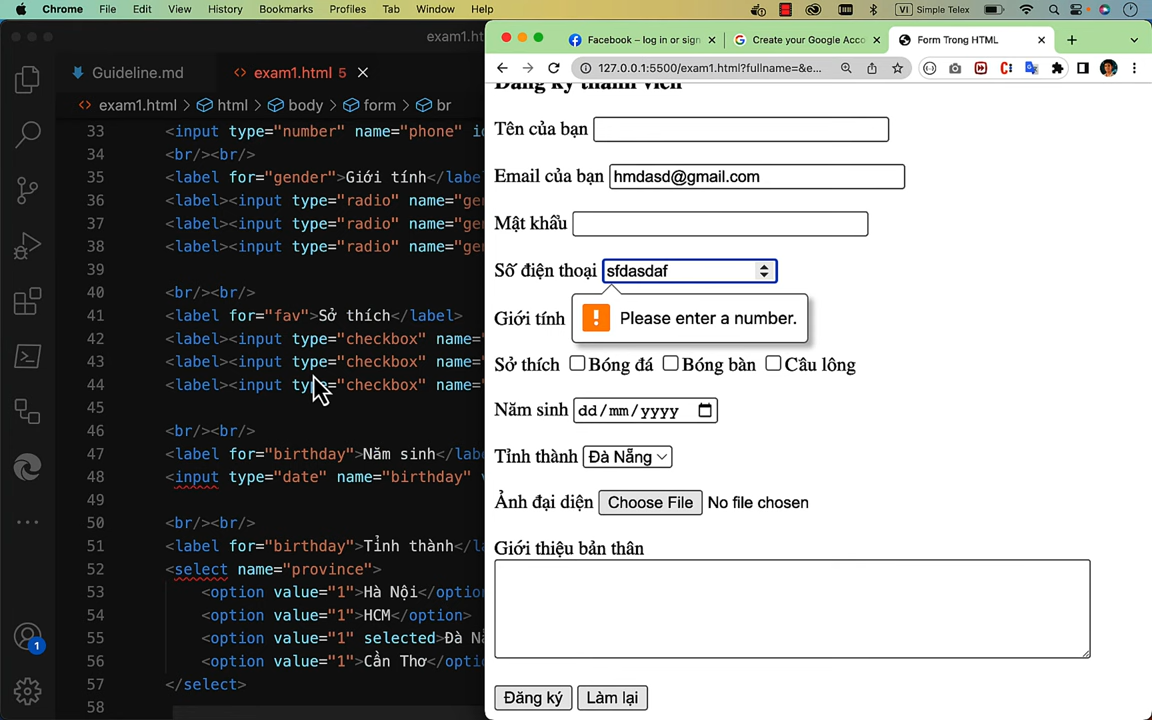 Chrome File Edit View History Bookmarks Profiles Tab Window Help
VI Simple Telex
html
Facebook – log in or sign
Create your Google Acco
Form Trong HTML
127.0.0.1:5500/exam1.html?fullname=&e...
Guideline.md
exam1.html 5
exam1.html > html > body > form > br
33 <input type="number" name="phone" i
34 <br/><br/>
35 <label for="gender">Giới tính</labe
36 <label><input type="radio" name="ge
37 <label><input type="radio" name="ge
38 <label><input type="radio" name="ge
39
40 <br/><br/>
41 <label for="fav">Sở thích</label>
42 <label><input type="checkbox" name=
43 <label><input type="checkbox" name=
44 <label><input type="checkbox" name=
45
46 <br/><br/>
47 <label for="birthday">Năm sinh</lab
48 <input type="date" name="birthday"
49
50 <br/><br/>
51 <label for="birthday">Tỉnh thành</l
52 <select name="province">
53 <option value="1">Hà Nội</optio
54 <option value="1">HCM</option>
55 <option value="1" selected>Đà N
56 <option value="1">Cần Thơ</opti
57 </select>
58
1
Đăng ký thành viên
Tên của bạn
Email của bạn hmdasd@gmail.com
Mật khẩu
Số điện thoại sfdasdaf
Giới tính
! Please enter a number.
Sở thích Bóng đá Bóng bàn Cầu lông
Năm sinh dd/mm/yyyy
Tỉnh thành Đà Nẵng
Ảnh đại diện Choose File No file chosen
Giới thiệu bản thân
Đăng ký Làm lại